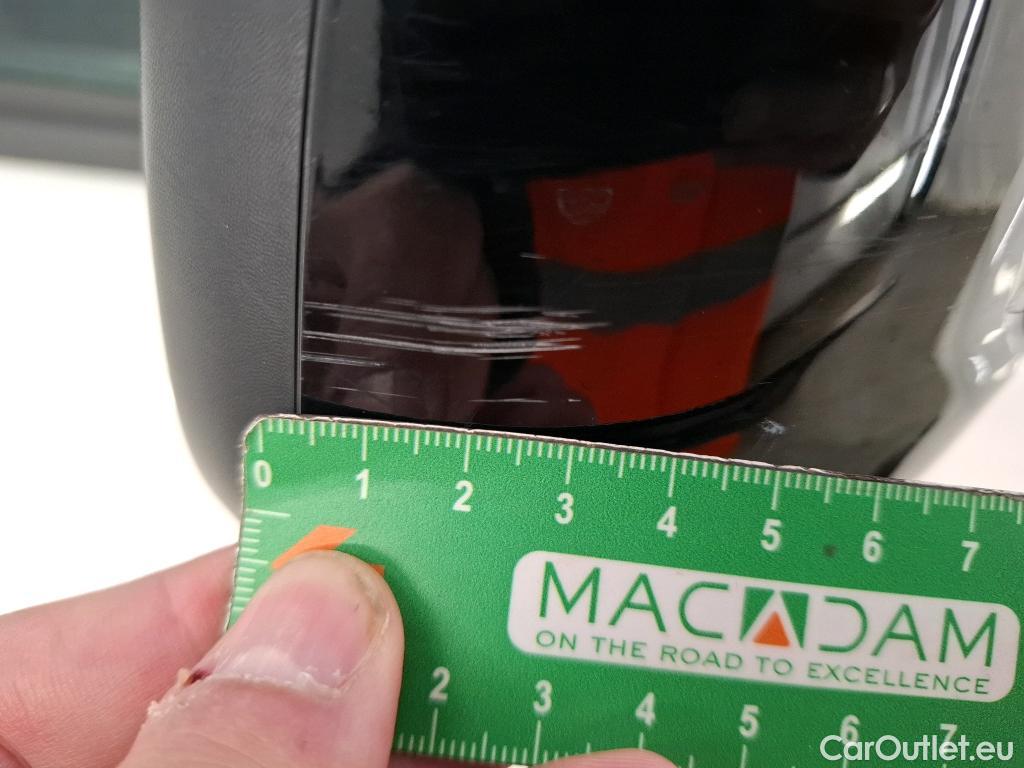 0 1 2 3 4 5 6 7
MACADAM
ON THE ROAD TO EXCELLENCE
2 3 4 5 6 7
CarOutlet.eu